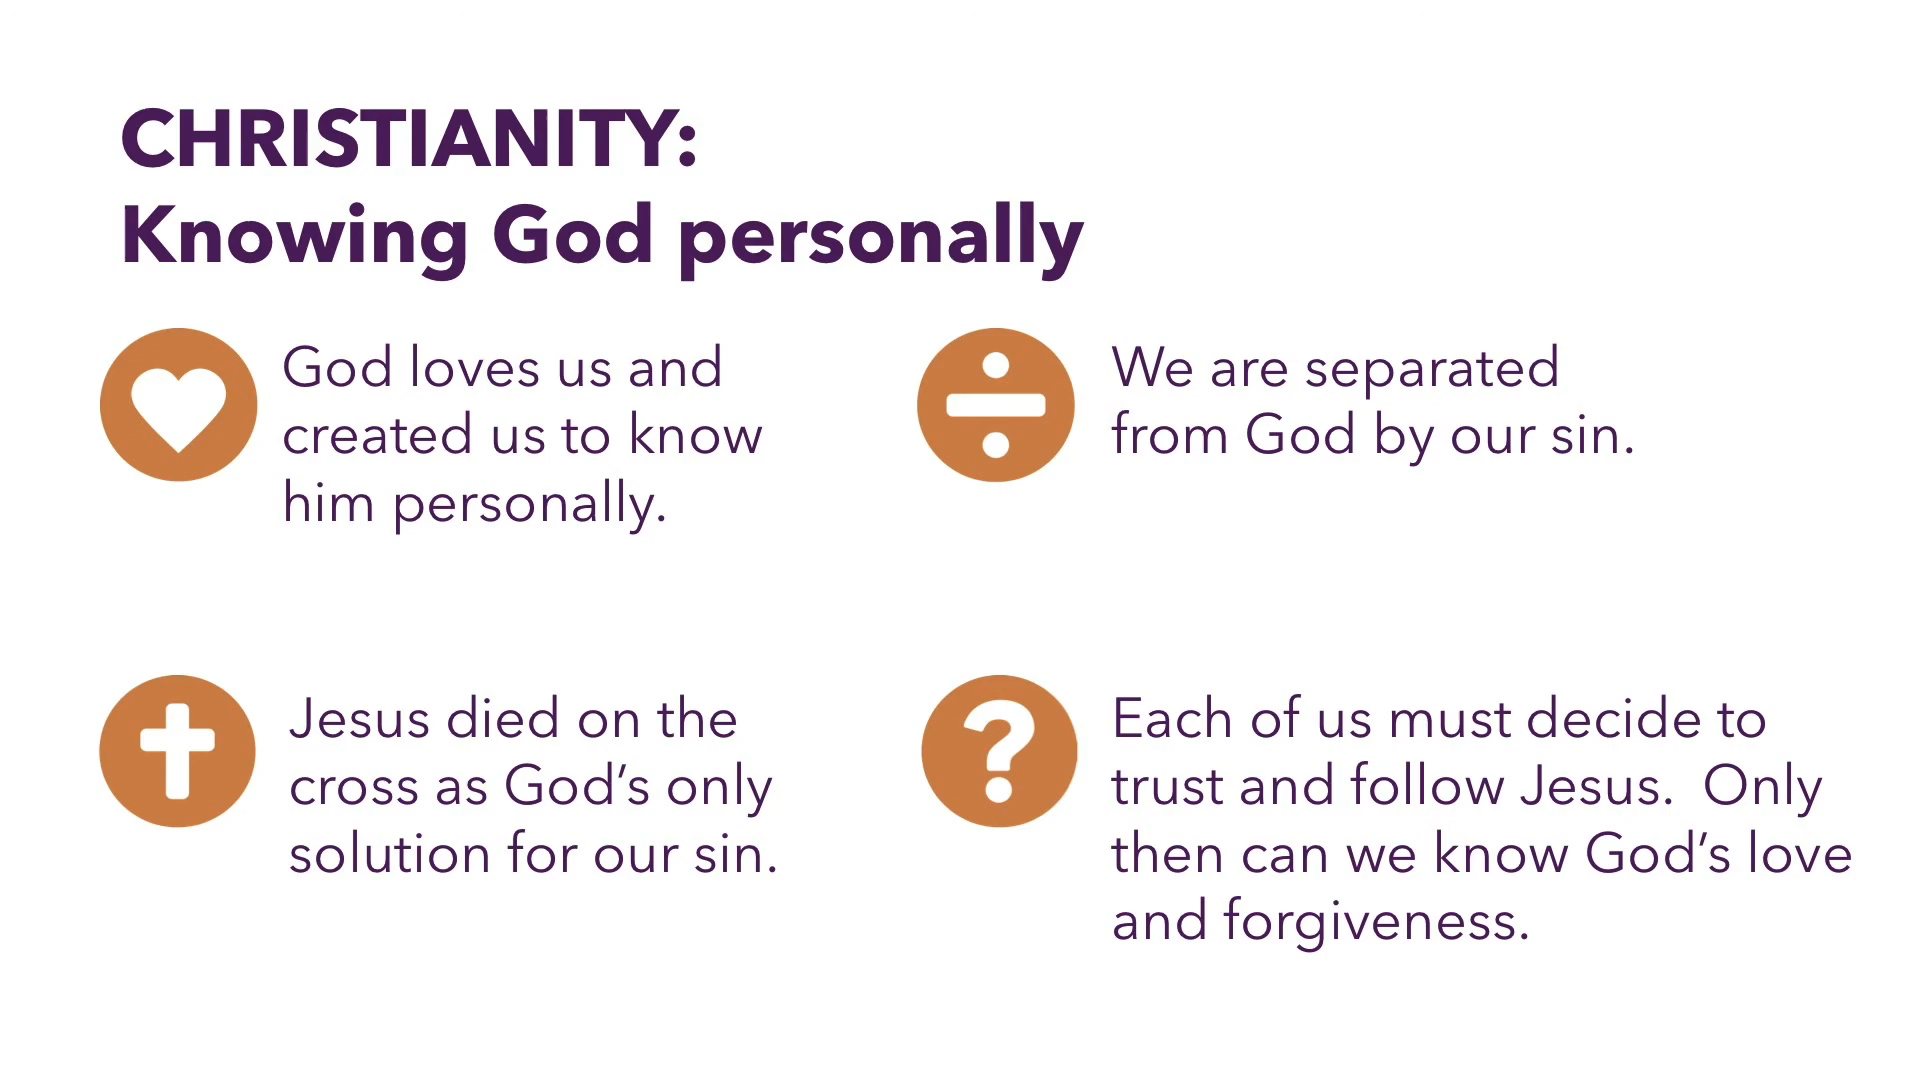 CHRISTIANITY:
Knowing God personally
God loves us and
created us to know
him personally.
We are separated
from God by our sin.
Jesus died on the
cross as God’s only
solution for our sin.
Each of us must decide to
trust and follow Jesus.  Only
then can we know God’s love
and forgiveness.